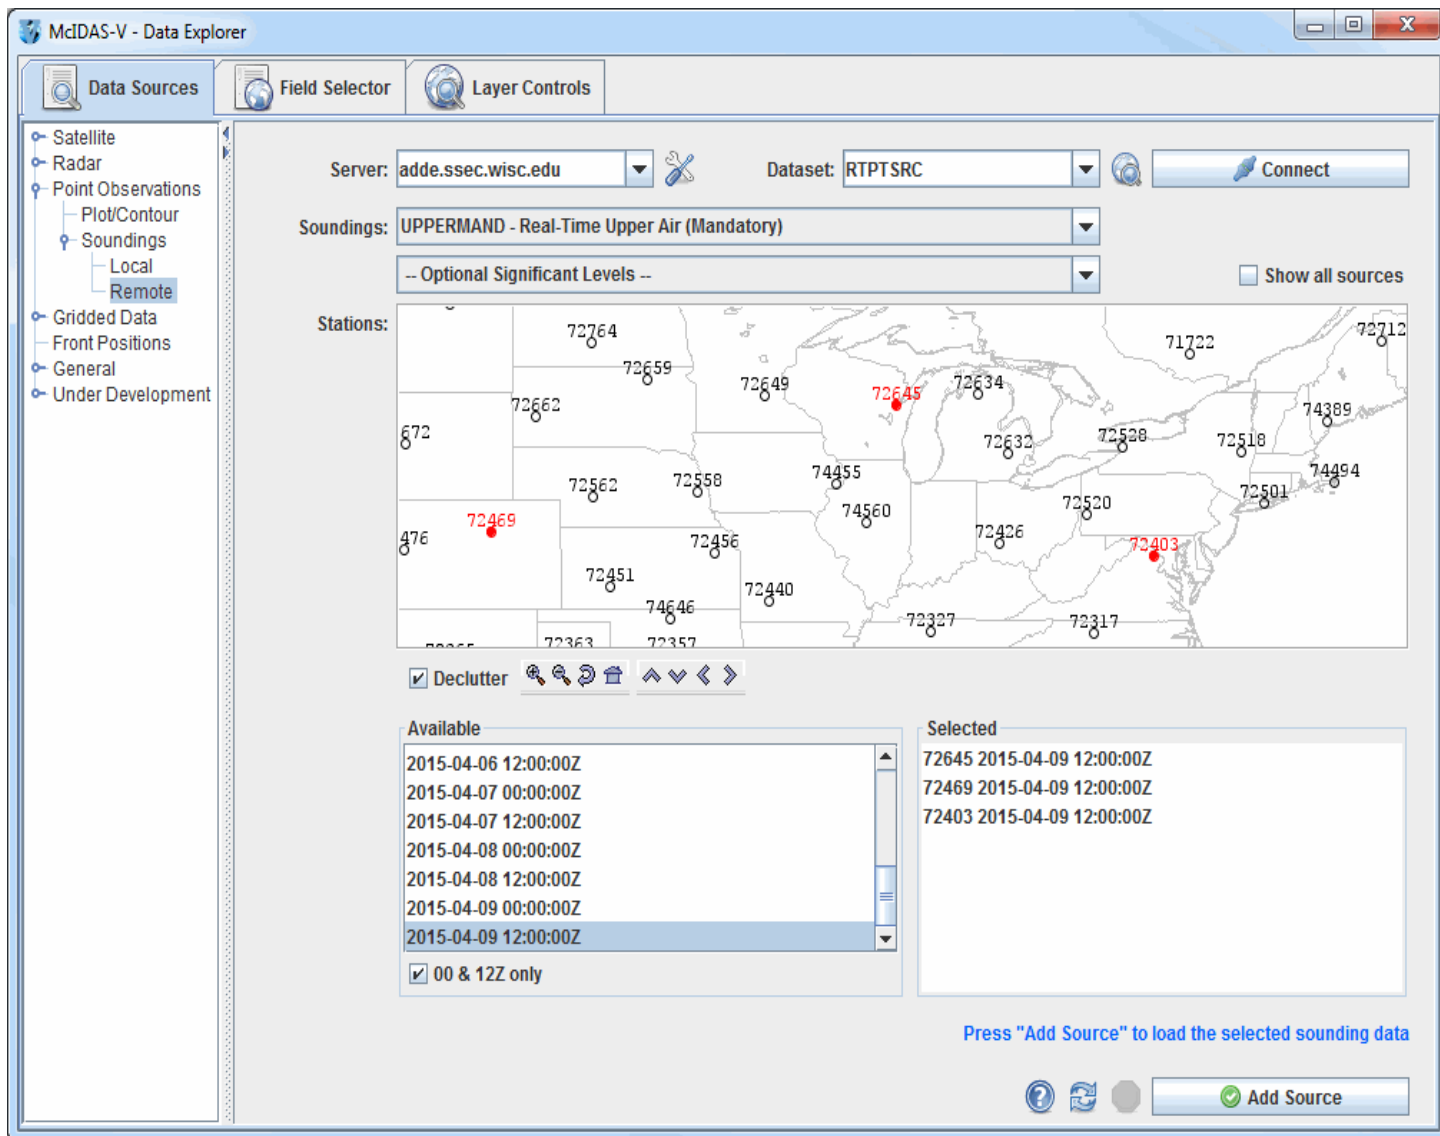 McIDAS-V - Data Explorer
Data Sources
Field Selector
Layer Controls
Satellite
Radar
Point Observations
Plot/Contour
Soundings
Local
Remote
Gridded Data
Front Positions
General
Under Development
Server: adde.ssec.wisc.edu
Dataset: RTPTSRC
Connect
Soundings: UPPERMAND - Real-Time Upper Air (Mandatory)
-- Optional Significant Levels --
Show all sources
Stations:
72764
71722
72712
72659
72649
72645
72634
72662
74389
672
72632
72528
72518
74455
74494
72562
72558
72501
74560
72520
72469
72426
476
72456
72403
72451
72440
74646
72327
72317
72363
72357
Declutter
Available
2015-04-06 12:00:00Z
2015-04-07 00:00:00Z
2015-04-07 12:00:00Z
2015-04-08 00:00:00Z
2015-04-08 12:00:00Z
2015-04-09 00:00:00Z
2015-04-09 12:00:00Z
00 & 12Z only
Selected
72645 2015-04-09 12:00:00Z
72469 2015-04-09 12:00:00Z
72403 2015-04-09 12:00:00Z
Press "Add Source" to load the selected sounding data
Add Source